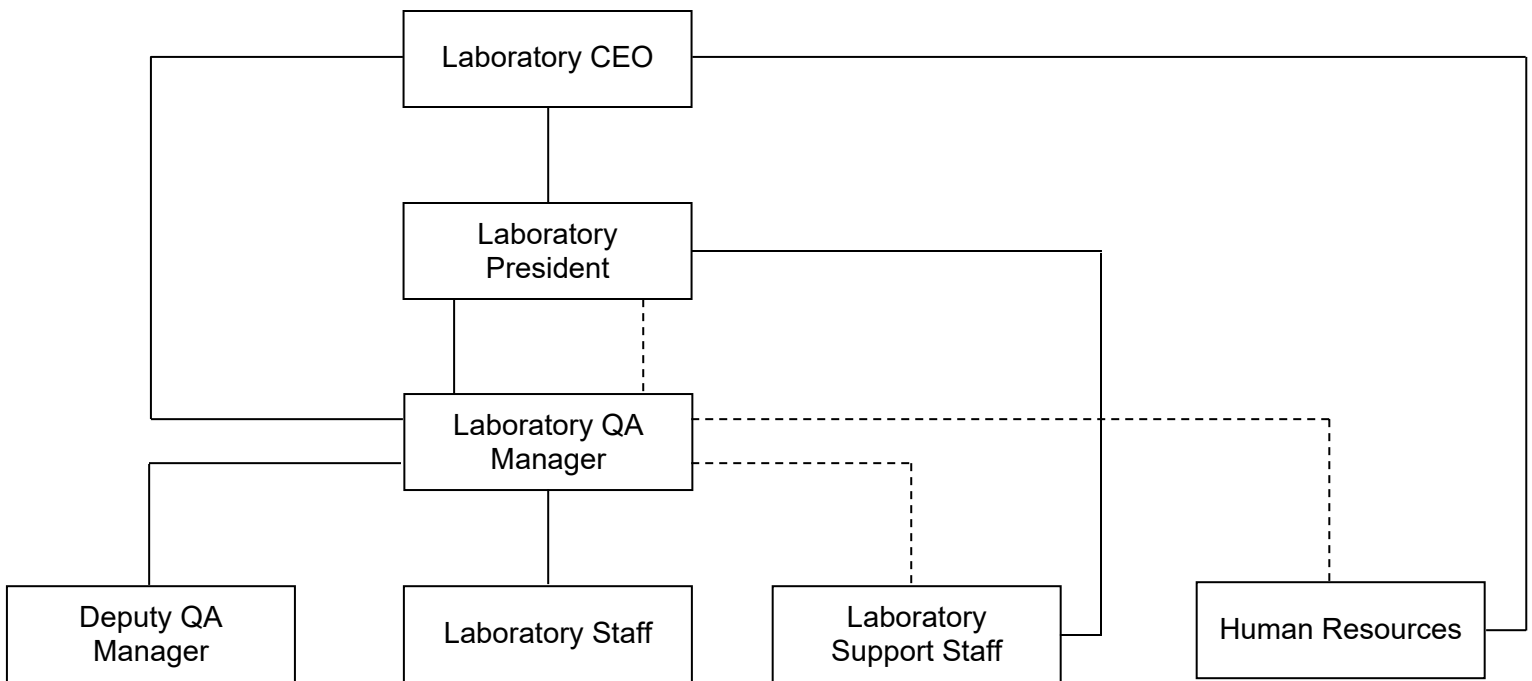 Laboratory CEO
Laboratory
President
Laboratory QA
Manager
Deputy QA
Manager
Laboratory Staff
Laboratory
Support Staff
Human Resources